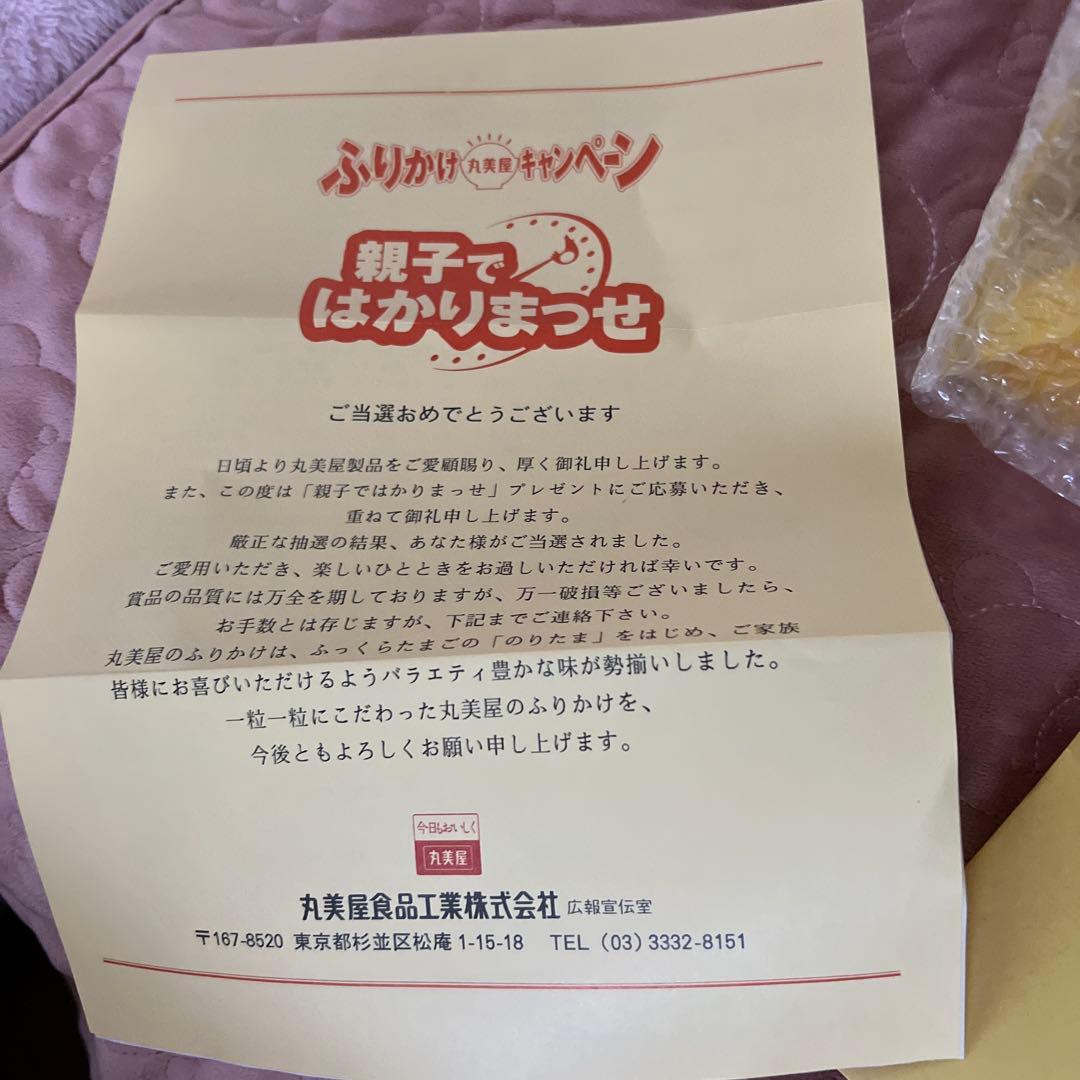 ふりかけ 丸美屋 キャンペーン
親子で
はかりまっせ
ご当選おめでとうございます
日頃より丸美屋製品をご愛顧賜り、厚く御礼申し上げます。
また、この度は「親子ではかりまっせ」プレゼントにご応募いただき、
重ねて御礼申し上げます。
厳正な抽選の結果、あなた様がご当選されました。
ご愛用いただき、楽しいひとときをお過しいただければ幸いです。
賞品の品質には万全を期しておりますが、万一破損等ございましたら、
お手数とは存じますが、下記までご連絡下さい。
丸美屋のふりかけは、ふっくらたまごの「のりたま」をはじめ、ご家族
皆様にお喜びいただけるようバラエティ豊かな味が勢揃いしました。
一粒一粒にこだわった丸美屋のふりかけを、
今後ともよろしくお願い申し上げます。
今日もおいしく
丸美屋
丸美屋食品工業株式会社 広報宣伝室
〒167-8520 東京都杉並区松庵 1-15-18 TEL (03) 3332-8151